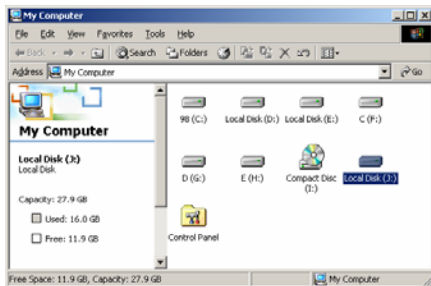 My Computer
File Edit View Favorites Tools Help
Back Search Folders
Address My Computer Go
My Computer
Local Disk (J:)
Local Disk
Capacity: 27.9 GB
Used: 16.0 GB
Free: 11.9 GB
98 (C:) Local Disk (D:) Local Disk (E:) C (F:)
D (G:) E (H:) Compact Disc (I:) Local Disk (J:)
Control Panel
Free Space: 11.9 GB, Capacity: 27.9 GB My Computer